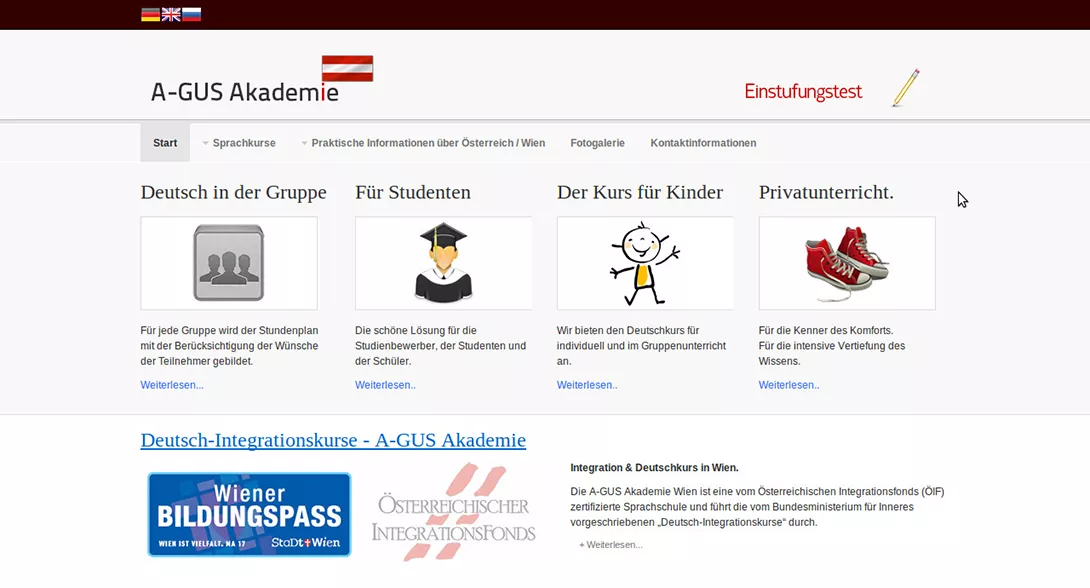 A-GUS Akademie
Einstufungstest
Start
Sprachkurse
Praktische Informationen über Österreich / Wien
Fotogalerie
Kontaktinformationen
Deutsch in der Gruppe
Für jede Gruppe wird der Stundenplan
mit der Berücksichtigung der Wünsche
der Teilnehmer gebildet.
Weiterlesen...
Für Studenten
Die schöne Lösung für die
Studienbewerber, der Studenten und
der Schüler.
Weiterlesen..
Der Kurs für Kinder
Wir bieten den Deutschkurs für
individuell und im Gruppenunterricht
an.
Weiterlesen..
Privatunterricht.
Für die Kenner des Komforts.
Für die intensive Vertiefung des
Wissens.
Weiterlesen..
Deutsch-Integrationskurse - A-GUS Akademie
Wiener
BILDUNGSPASS
WIEN IST VIELFALT. MA 17
StaDt Wien
ÖSTERREICHISCHER
INTEGRATIONSFONDS
Integration & Deutschkurs in Wien.
Die A-GUS Akademie Wien ist eine vom Österreichischen Integrationsfonds (ÖIF)
zertifizierte Sprachschule und führt die vom Bundesministerium für Inneres
vorgeschriebenen „Deutsch-Integrationskurse“ durch.
+ Weiterlesen...